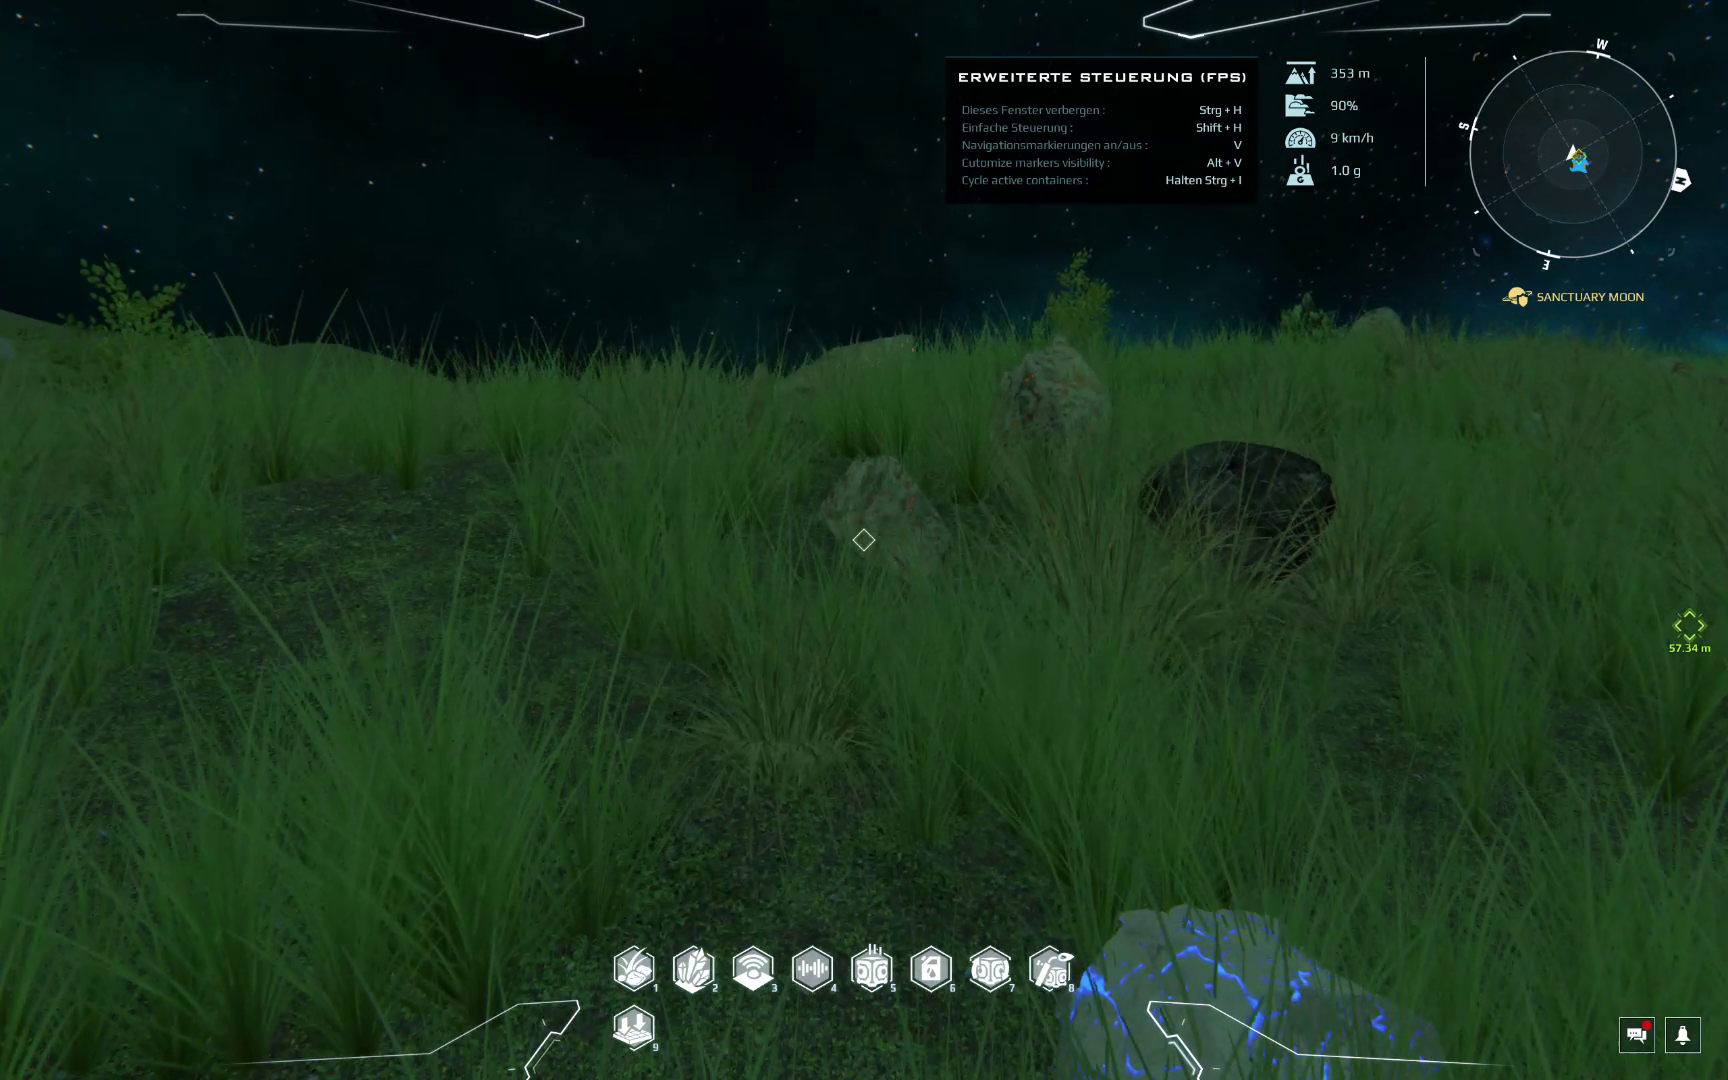 ERWEITERTE STEUERUNG (FPS)
Dieses Fenster verbergen : Strg + H
Einfache Steuerung : Shift + H
Navigationsmarkierungen an/aus : V
Cutomize markers visibility : Alt + V
Cycle active containers : Halten Strg + I
353 m
90%
9 km/h
1.0 g
G
W
S
N
E
SANCTUARY MOON
57.34 m
1
2
3
4
5
6
7
8
9